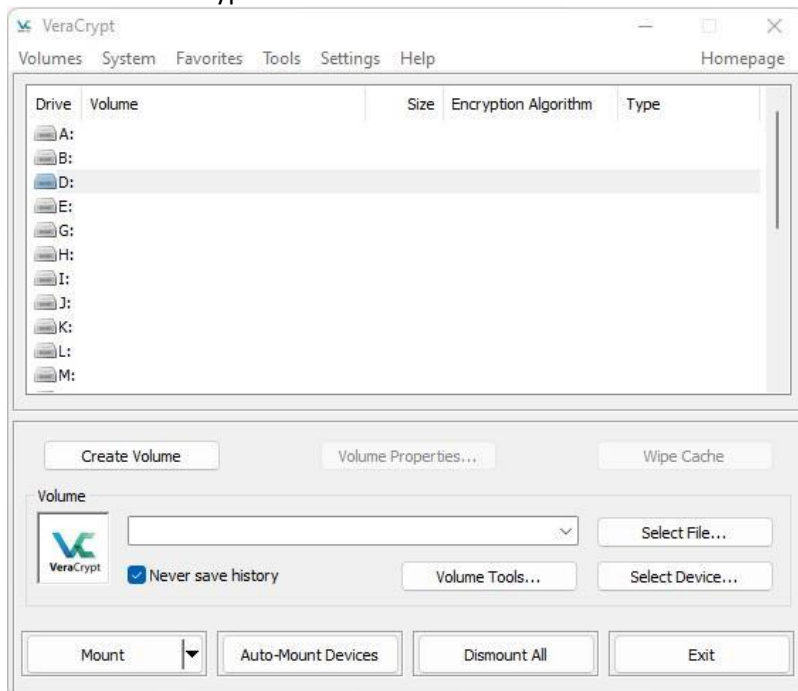 VeraCrypt
Volumes System Favorites Tools Settings Help Homepage
Drive Volume Size Encryption Algorithm Type
A:
B:
D:
E:
G:
H:
I:
J:
K:
L:
M:
Create Volume Volume Properties... Wipe Cache
Volume
Select File...
VeraCrypt
Never save history Volume Tools... Select Device...
Mount Auto-Mount Devices Dismount All Exit